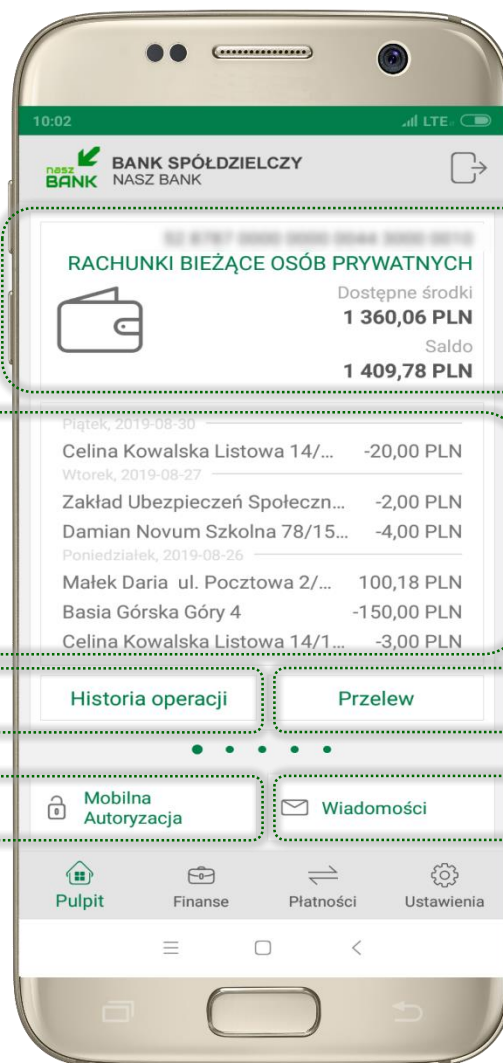 10:02 LTE
nasz BANK
BANK SPÓŁDZIELCZY
NASZ BANK
RACHUNKI BIEŻĄCE OSÓB PRYWATNYCH
Dostępne środki
1 360,06 PLN
Saldo
1 409,78 PLN
Piątek, 2019-08-30
Celina Kowalska Listowa 14/... -20,00 PLN
Wtorek, 2019-08-27
Zakład Ubezpieczeń Społeczn... -2,00 PLN
Damian Novum Szkolna 78/15... -4,00 PLN
Poniedziałek, 2019-08-26
Małek Daria ul. Pocztowa 2/... 100,18 PLN
Basia Górska Góry 4 -150,00 PLN
Celina Kowalska Listowa 14/1... -3,00 PLN
Historia operacji Przelew
Mobilna
Autoryzacja
Wiadomości
Pulpit Finanse Płatności Ustawienia